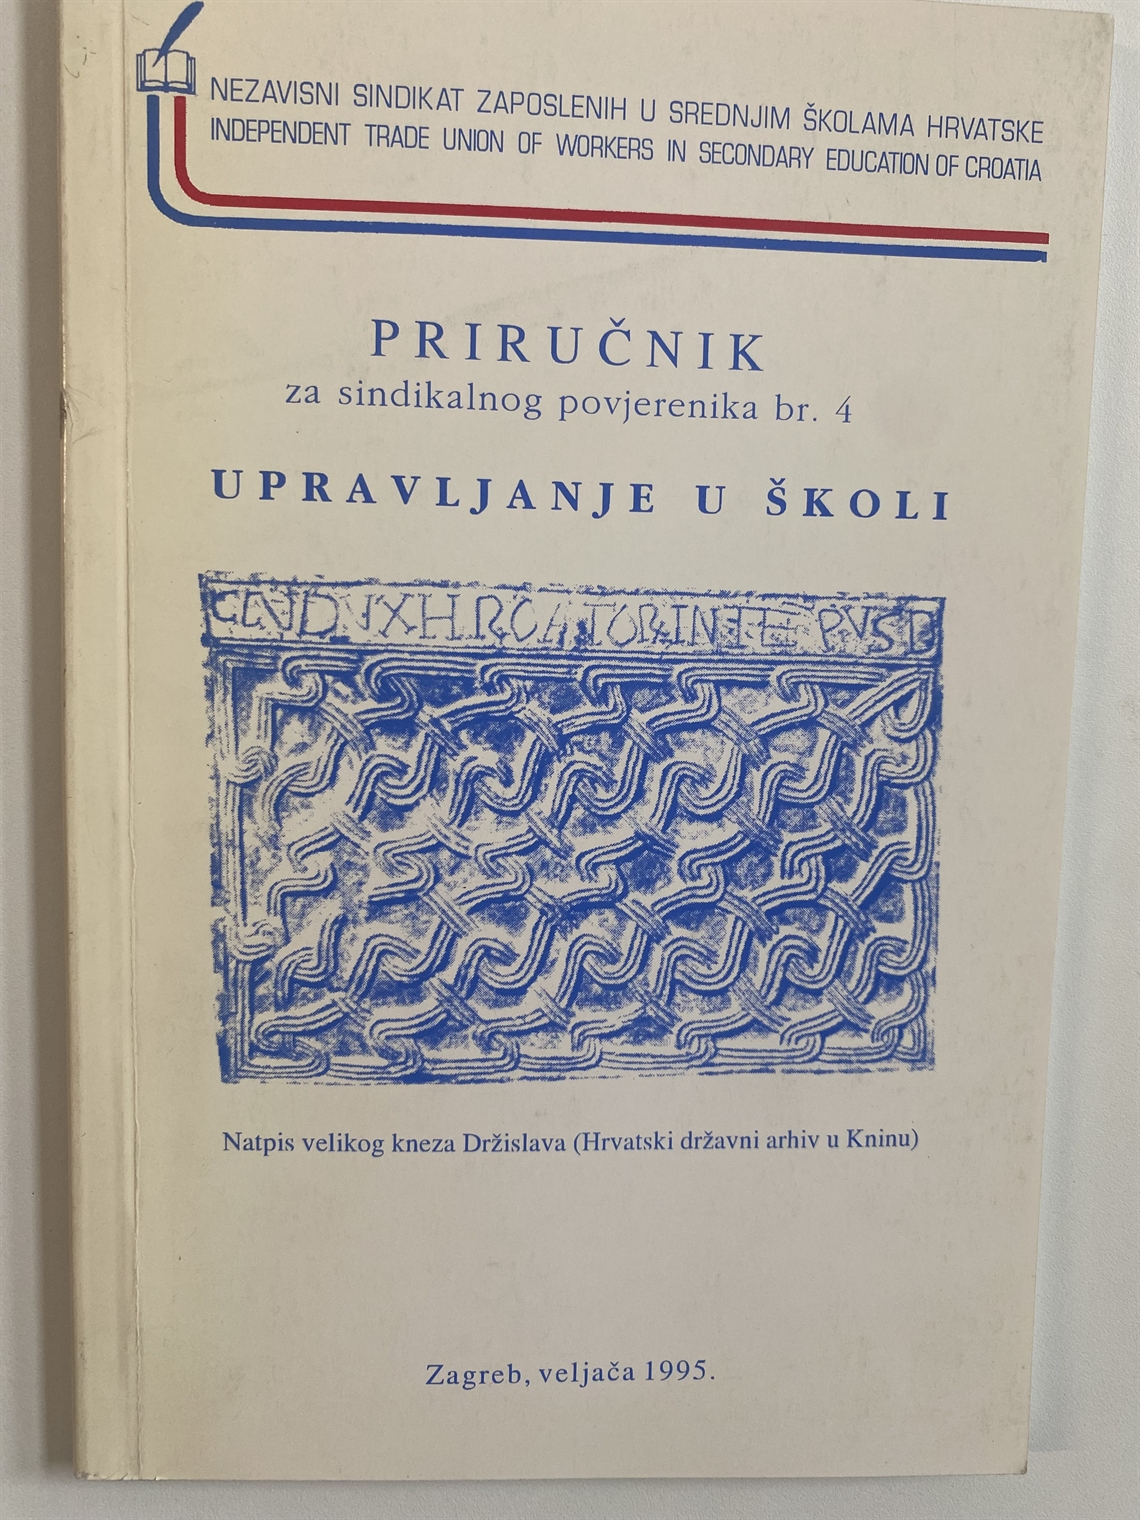 NEZAVISNI SINDIKAT ZAPOSLENIH U SREDNJIM ŠKOLAMA HRVATSKE
INDEPENDENT TRADE UNION OF WORKERS IN SECONDARY EDUCATION OF CROATIA
PRIRUČNIK
za sindikalnog povjerenika br. 4
UPRAVLJANJE U ŠKOLI
Natpis velikog kneza Držislava (Hrvatski državni arhiv u Kninu)
Zagreb, veljača 1995.